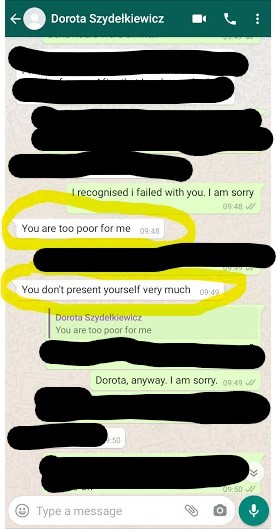 Dorota Szydełkiewicz
I recognised i failed with you. I am sorry
09:48
You are too poor for me
09:48
You don't present yourself very much
09:49
Dorota Szydełkiewicz
You are too poor for me
Dorota, anyway. I am sorry.
09:49
:50
09:50
Type a message